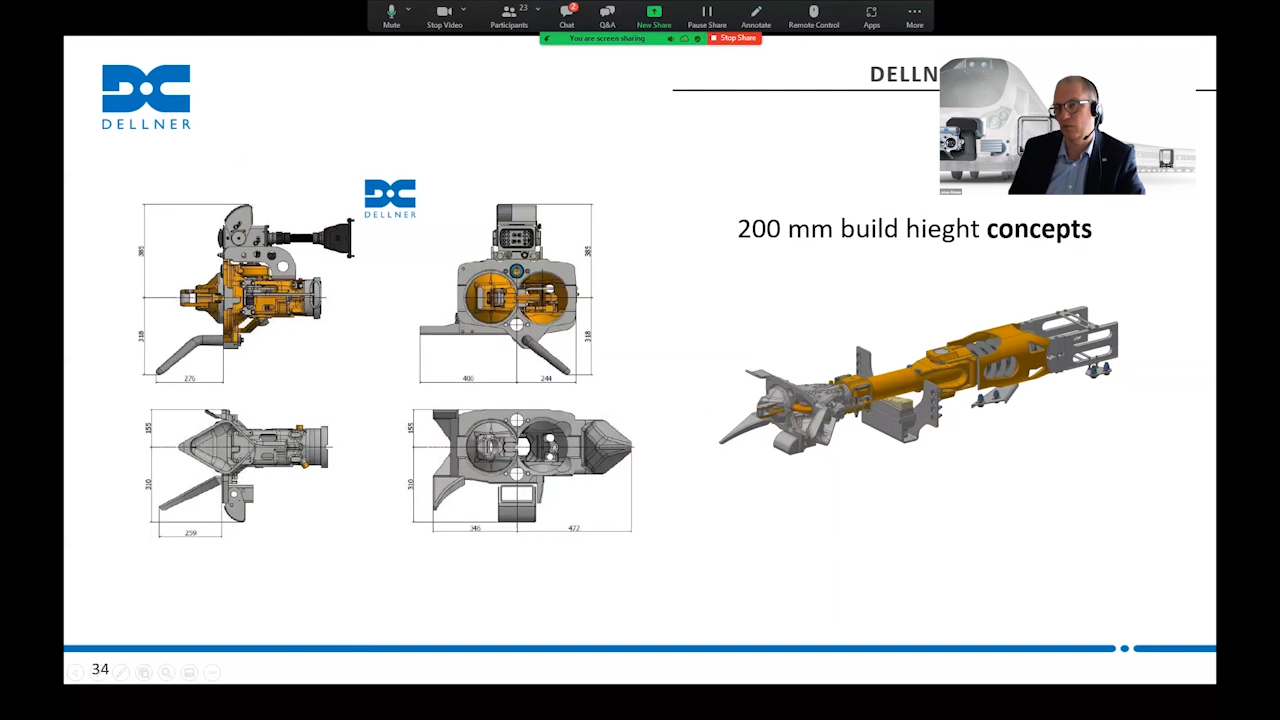 Mute
Stop Video
Participants
23
Chat
2
Q&A
New Share
Pause Share
Annotate
Remote Control
Apps
More
You are screen sharing
Stop Share
DELLN
DELLNER
DELLNER
200 mm build hieght concepts
385
318
276
385
318
400
244
155
310
259
155
310
346
472
34